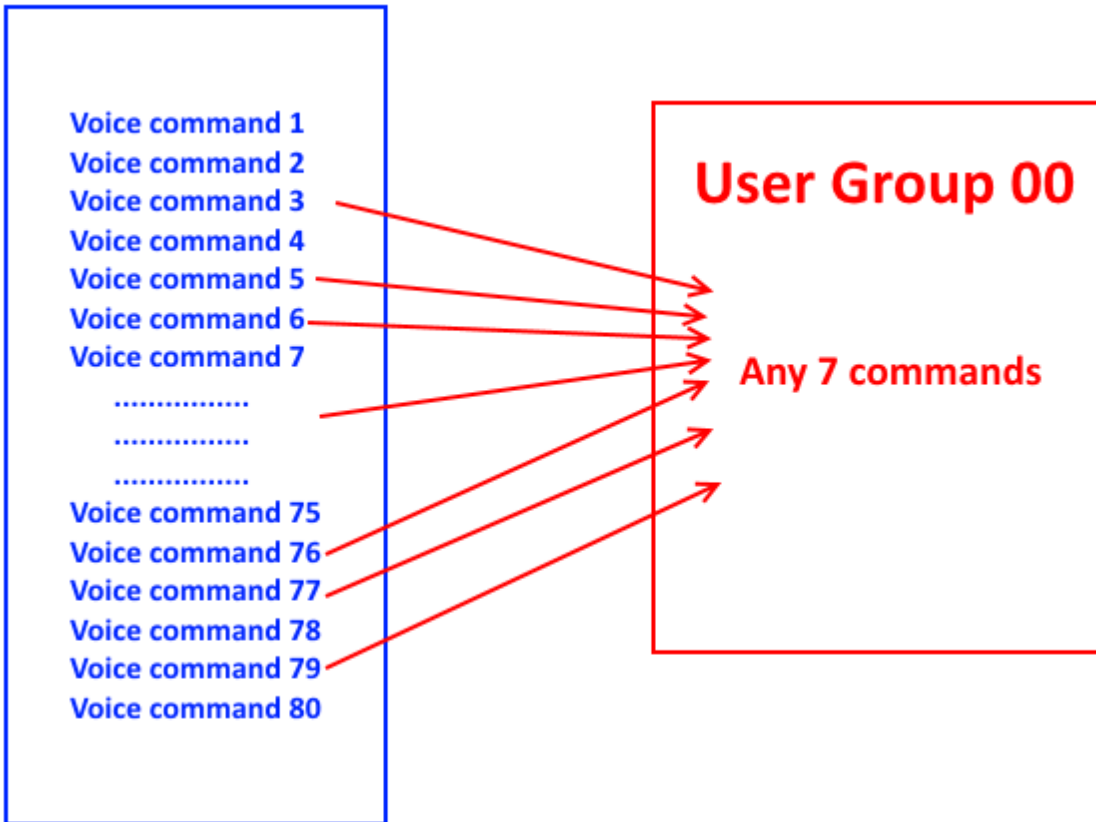 Voice command 1
Voice command 2
Voice command 3
Voice command 4
Voice command 5
Voice command 6
Voice command 7
................
................
................
Voice command 75
Voice command 76
Voice command 77
Voice command 78
Voice command 79
Voice command 80
User Group 00
Any 7 commands